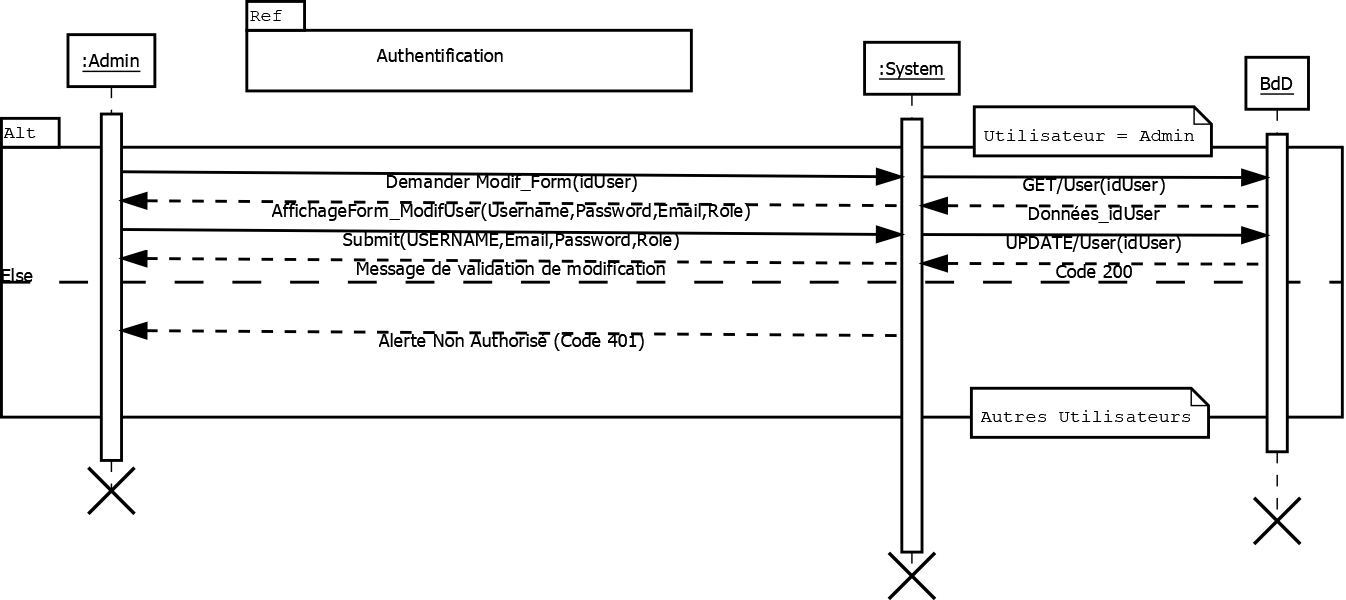 Ref
Authentification
:Admin
:System
BdD
Alt
Utilisateur = Admin
Demander Modif_Form(idUser)
GET/User(idUser)
AffichageForm_ModifUser(Username,Password,Email,Role)
Données_idUser
Submit(USERNAME,Email,Password,Role)
UPDATE/User(idUser)
Message de validation de modification
Code 200
Else
Alerte Non Authorisé (Code 401)
Autres Utilisateurs